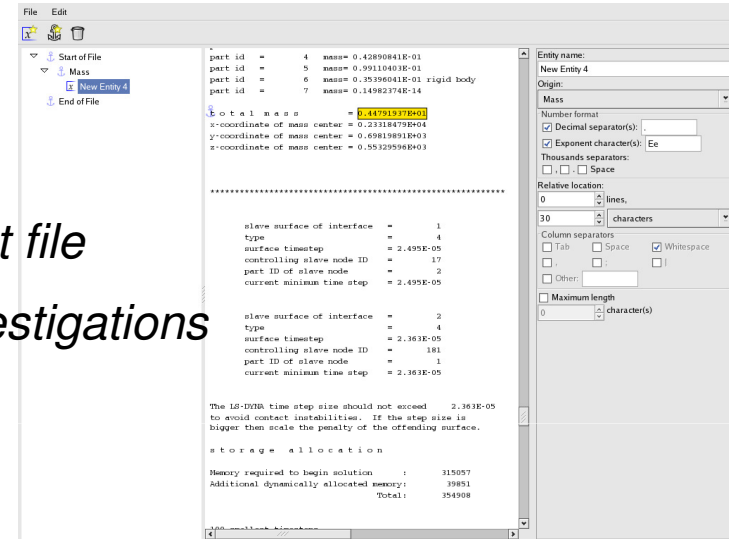 File Edit
Start of File
Mass
New Entity 4
End of File
t file
estigations
part id = 4 mass= 0.42890841E-01
part id = 5 mass= 0.99110403E-01
part id = 6 mass= 0.35396041E-01 rigid body
part id = 7 mass= 0.14982374E-14
t o t a l m a s s = 0.44791937E+01
x-coordinate of mass center = 0.23318479E+04
y-coordinate of mass center = 0.69819891E+03
z-coordinate of mass center = 0.55329596E+03
************************************************************
slave surface of interface = 1
type = 4
surface timestep = 2.495E-05
controlling slave node ID = 17
part ID of slave node = 2
current minimum time step = 2.495E-05
slave surface of interface = 2
type = 4
surface timestep = 2.363E-05
controlling slave node ID = 181
part ID of slave node = 1
current minimum time step = 2.363E-05
The LS-DYNA time step size should not exceed 2.363E-05
to avoid contact instabilities. If the step size is
bigger then scale the penalty of the offending surface.
s t o r a g e a l l o c a t i o n
Memory required to begin solution : 315057
Additional dynamically allocated memory: 39851
Total: 354908
100 smallest timesteps
Entity name:
New Entity 4
Origin:
Mass
Number format
Decimal separator(s): .
Exponent character(s): Ee
Thousands separators:
, . Space
Relative location:
0 lines,
30 characters
Column separators
Tab Space Whitespace
, ; |
Other:
Maximum length
0 character(s)